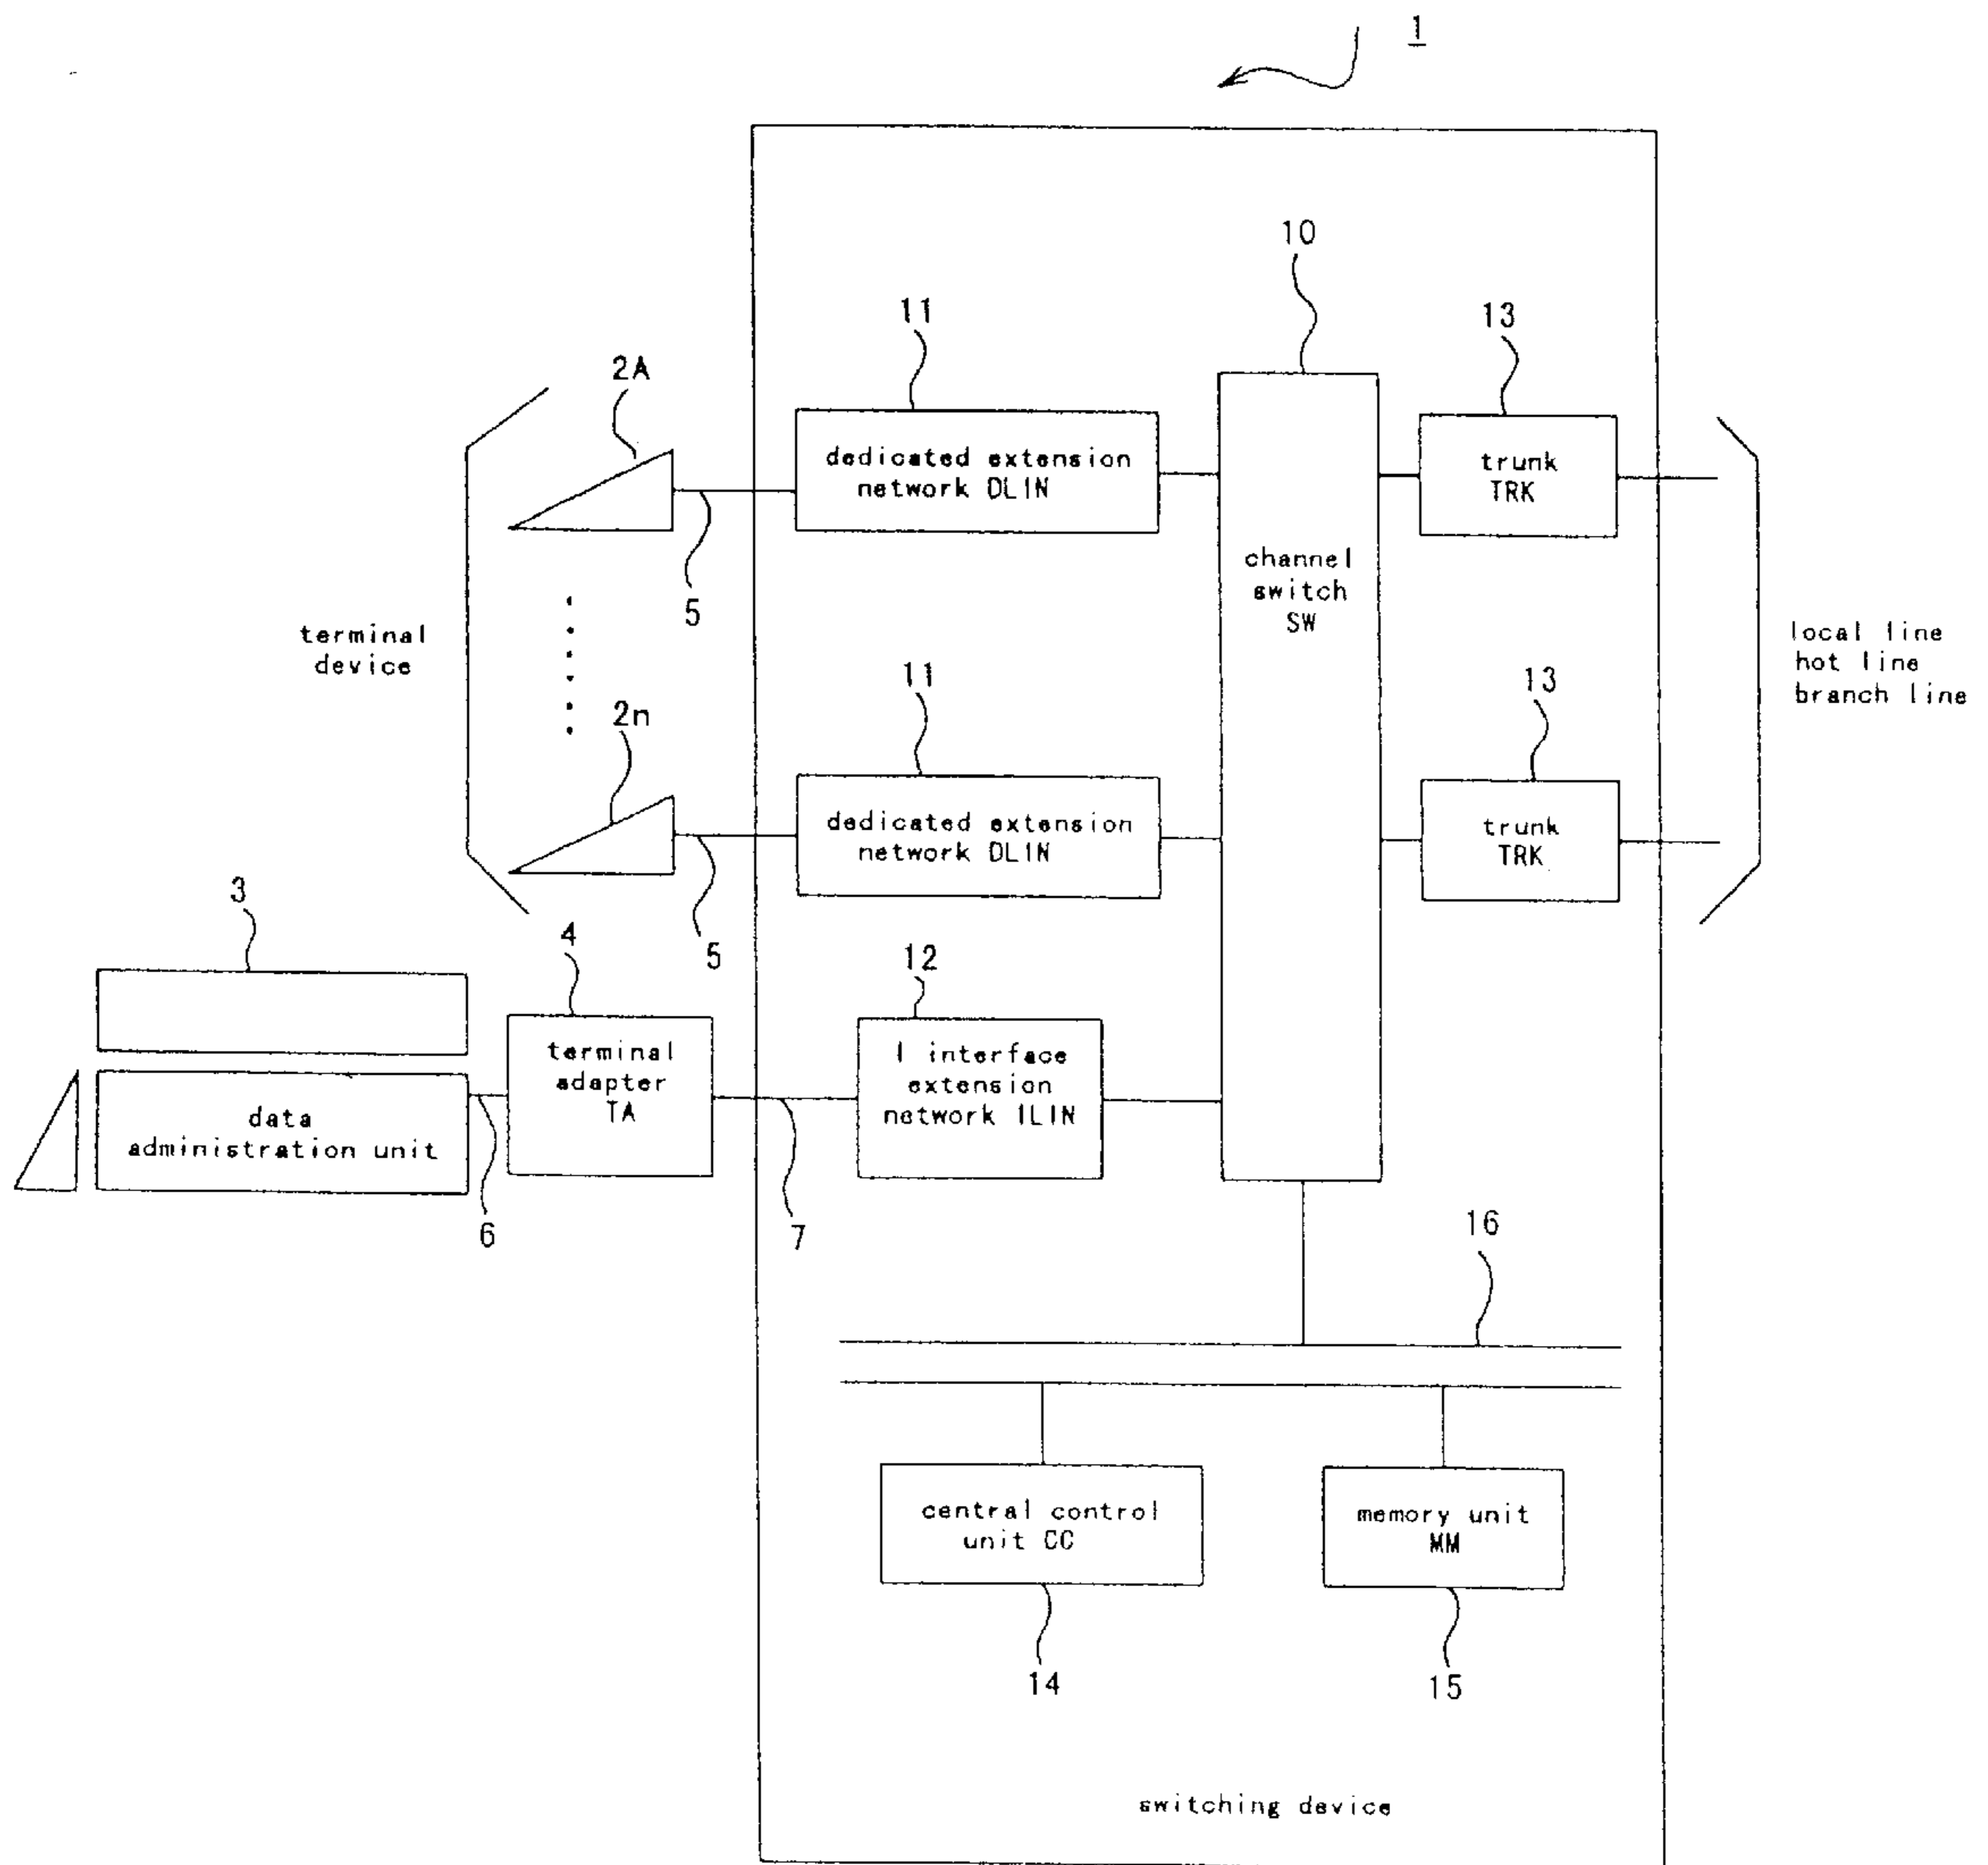 1
10
11
13
2A
dedicated extension
network DLIN
trunk
TRK
channel
switch
SW
5
terminal
device
local line
hot line
branch line
11
13
2n
dedicated extension
network DLIN
trunk
TRK
3
4
5
12
terminal
adapter
TA
I interface
extension
network ILIN
data
administration unit
6
7
16
central control
unit CC
memory unit
MM
14
15
switching device